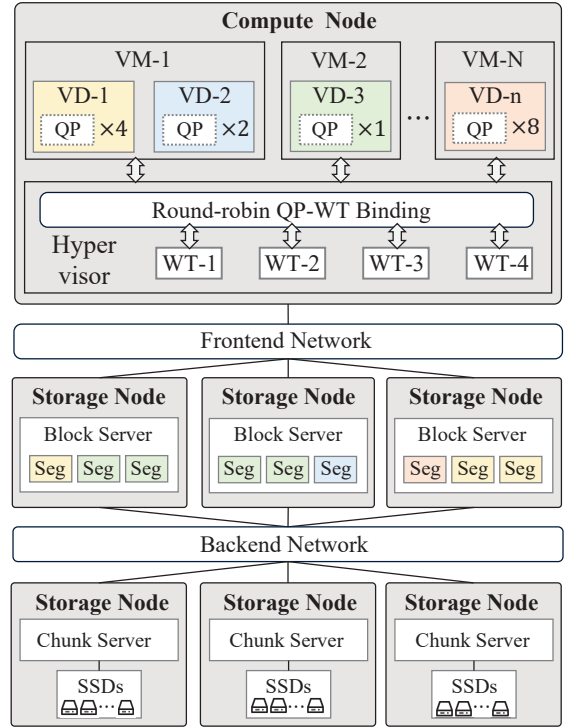 Compute Node
VM-1 VM-2 VM-N
VD-1 VD-2 VD-3 VD-n
QP ×4 QP ×2 QP ×1 ... QP ×8
Round-robin QP-WT Binding
Hyper
visor
WT-1 WT-2 WT-3 WT-4
Frontend Network
Storage Node Storage Node Storage Node
Block Server Block Server Block Server
Seg Seg Seg Seg Seg Seg Seg Seg Seg
Backend Network
Storage Node Storage Node Storage Node
Chunk Server Chunk Server Chunk Server
SSDs SSDs SSDs
... ... ...